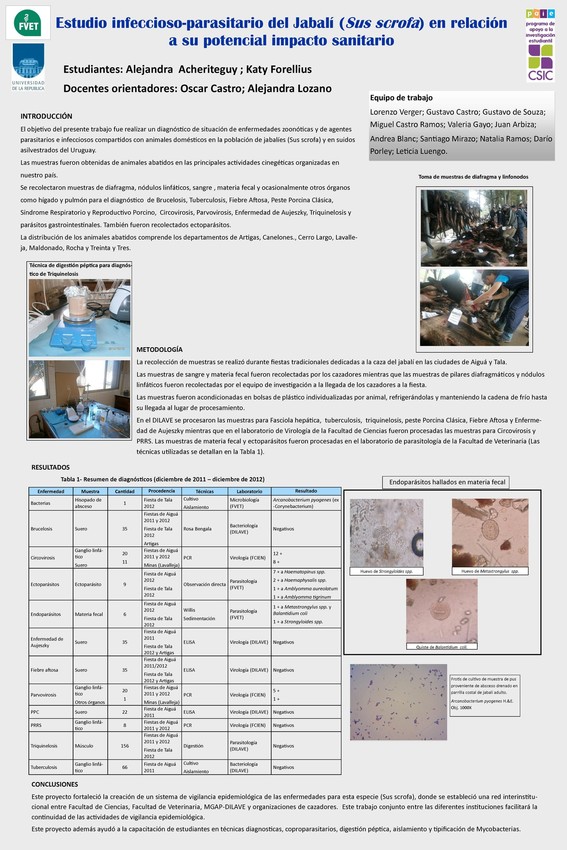 FVET
UNIVERSIDAD
DE LA REPÚBLICA
Estudio infeccioso-parasitario del Jabalí (Sus scrofa) en relación
a su potencial impacto sanitario
programa de
apoyo a la
investigación
estudiantil
CSIC
Estudiantes: Alejandra Acheriteguy ; Katy Forellius
Docentes orientadores: Oscar Castro; Alejandra Lozano
Equipo de trabajo
Lorenzo Verger; Gustavo Castro; Gustavo de Souza;
Miguel Castro Ramos; Valeria Gayo; Juan Arbiza;
Andrea Blanc; Santiago Mirazo; Natalia Ramos; Darío
Porley; Leticia Luengo.
INTRODUCCIÓN
El objetivo del presente trabajo fue realizar un diagnóstico de situación de enfermedades zoonóticas y de agentes
parasitarios e infecciosos compartidos con animales domésticos en la población de jabalíes (Sus scrofa) y en suidos
asilvestrados del Uruguay.
Las muestras fueron obtenidas de animales abatidos en las principales actividades cinegéticas organizadas en
nuestro país.
Se recolectaron muestras de diafragma, nódulos linfáticos, sangre , materia fecal y ocasionalmente otros órganos
como hígado y pulmón para el diagnóstico de Brucelosis, Tuberculosis, Fiebre Aftosa, Peste Porcina Clásica,
Síndrome Respiratorio y Reproductivo Porcino, Circovirosis, Parvovirosis, Enfermedad de Aujeszky, Triquinelosis y
parásitos gastrointestinales. También fueron recolectados ectoparásitos.
La distribución de los animales abatidos comprende los departamentos de Artigas, Canelones., Cerro Largo, Lavalle-
ja, Maldonado, Rocha y Treinta y Tres.
Toma de muestras de diafragma y linfonodos
Técnica de digestión péptica para diagnós-
tico de Triquinelosis
METODOLOGÍA
La recolección de muestras se realizó durante fiestas tradicionales dedicadas a la caza del jabalí en las ciudades de Aiguá y Tala.
Las muestras de sangre y materia fecal fueron recolectadas por los cazadores mientras que las muestras de pilares diafragmáticos y nódulos
linfáticos fueron recolectadas por el equipo de investigación a la llegada de los cazadores a la fiesta.
Las muestras fueron acondicionadas en bolsas de plástico individualizadas por animal, refrigerándolas y manteniendo la cadena de frío hasta
su llegada al lugar de procesamiento.
En el DILAVE se procesaron las muestras para Fasciola hepática, tuberculosis, triquinelosis, peste Porcina Clásica, Fiebre Aftosa y Enferme-
dad de Aujeszky mientras que en el laboratorio de Virología de la Facultad de Ciencias fueron procesadas las muestras para Circovirosis y
PRRS. Las muestras de materia fecal y ectoparásitos fueron procesadas en el laboratorio de parasitología de la Facultad de Veterinaria (Las
técnicas utilizadas se detallan en la Tabla 1).
RESULTADOS
Tabla 1- Resumen de diagnósticos (diciembre de 2011 – diciembre de 2012)
Enfermedad Muestra Cantidad Procedencia Técnicas Laboratorio Resultado
Bacterias Hisopado de absceso 1 Fiesta de Tala 2012 Cultivo Aislamiento Microbiología (FVET) Arcanobacterium pyogenes (ex -Corynebacterium)
Brucelosis Suero 35 Fiestas de Aiguá 2011 y 2012 Fiesta de Tala 2012 Artigas Rosa Bengala Bacteriología (DILAVE) Negativos
Circovirosis Ganglio linfá-tico Suero 20 11 Fiestas de Aiguá 2011 y 2012 Minas (Lavalleja) PCR Virología (FCIEN) 12 + 8 +
Ectoparásitos Ectoparásito 9 Fiesta de Aiguá 2012 Fiesta de Tala 2012 Observación directa Parasitología (FVET) 7 + a Haematopinus spp. 2 + a Haemaphysalis spp. 1 + a Amblyomma aureolatum 1 + a Amblyomma tigrinum
Endoparásitos Materia fecal 6 Fiesta de Aiguá 2012 Fiesta de Tala 2012 Willis Sedimentación Parasitología (FVET) 1 + a Metastrongylus spp. y Balantidium coli 1 + a Strongyloides spp.
Enfermedad de Aujeszky Suero 35 Fiesta de Aiguá 2011 Fiesta de Tala 2012 y Artigas ELISA Virología (DILAVE) Negativos
Fiebre aftosa Suero 35 Fiesta de Aiguá 2011/2012 Fiesta de Tala 2012 y Artigas ELISA Virología (DILAVE) Negativos
Parvovirosis Ganglio linfá-tico Otros órganos 20 1 Fiestas de Aiguá 2011 y 2012 Minas (Lavalleja) PCR Virología (FCIEN) 5 + 1 +
PPC Suero 22 Fiesta de Aiguá 2011 ELISA Virología (DILAVE) Negativos
PRRS Ganglio linfá-tico 8 Fiestas de Aiguá 2011 y 2012 PCR Virología (FCIEN) Negativos
Triquinelosis Músculo 156 Fiestas de Aiguá 2011 y 2012 Fiesta de Tala 2012 Digestión Parasitología (DILAVE) Negativos
Tuberculosis Ganglio linfá-tico 66 Fiesta de Aiguá 2011 Cultivo Aislamiento Bacteriología (DILAVE) Negativos
Endoparásitos hallados en materia fecal
Huevo de Strongyloides spp.
Huevo de Metastrongylus spp.
Quiste de Balantidium coli.
Frotis de cultivo de muestra de pus
proveniente de absceso drenado en
parrilla costal de jabalí adulto.
Arcanobacterium pyogenes H.&E.
Obj. 1000X
CONCLUSIONES
Este proyecto fortaleció la creación de un sistema de vigilancia epidemiológica de las enfermedades para esta especie (Sus scrofa), donde se estableció una red interinstitu-
cional entre Facultad de Ciencias, Facultad de Veterinaria, MGAP-DILAVE y organizaciones de cazadores. Este trabajo conjunto entre las diferentes instituciones facilitará la
continuidad de las actividades de vigilancia epidemiológica.
Este proyecto además ayudó a la capacitación de estudiantes en técnicas diagnosticas, coproparasitarios, digestión péptica, aislamiento y tipificación de Mycobacterias.